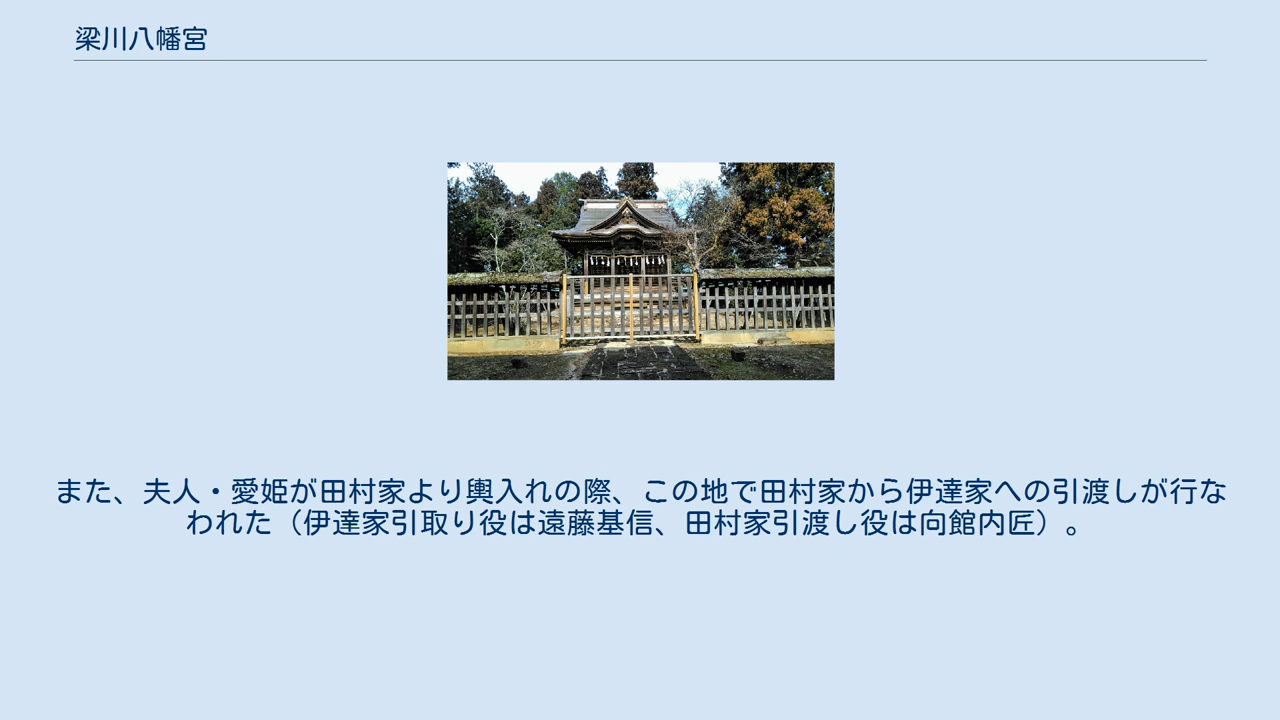 梁川八幡宮
また、夫人・愛姫が田村家より輿入れの際、この地で田村家から伊達家への引渡しが行な
われた（伊達家引取り役は遠藤基信、田村家引渡し役は向館内匠）。